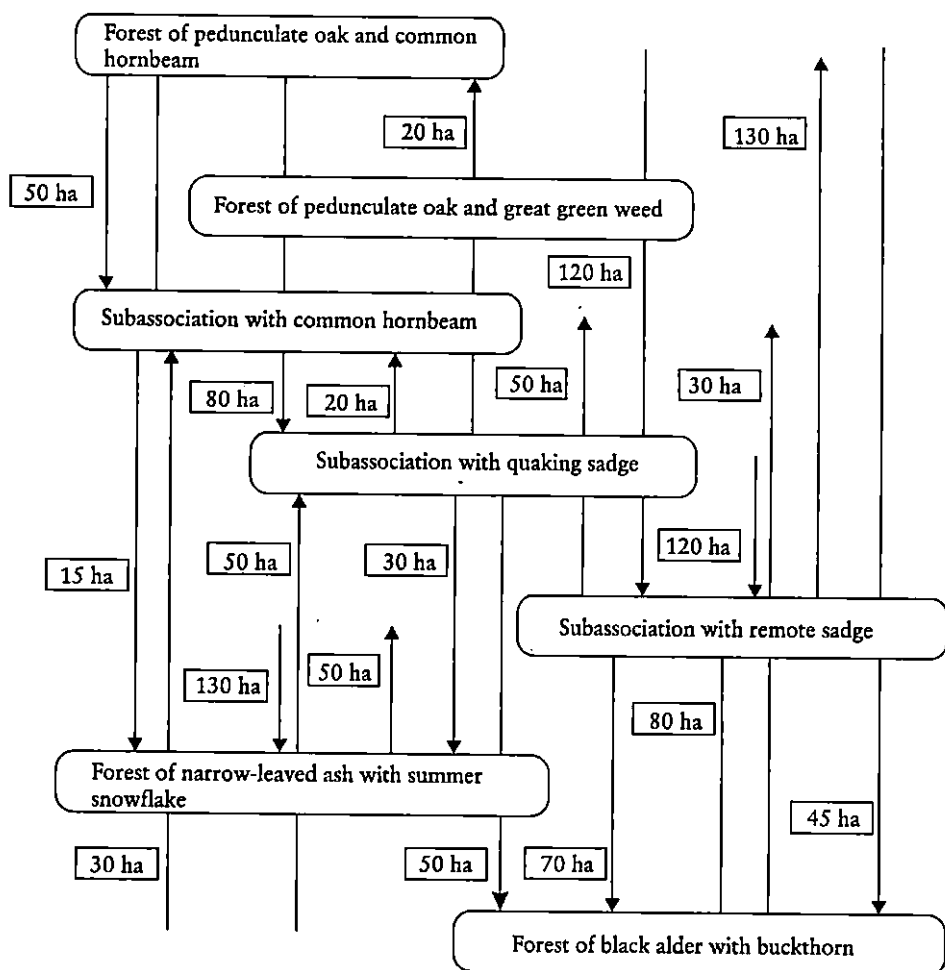 Forest of pedunculate oak and common
hornbeam
20 ha
130 ha
50 ha
Forest of pedunculate oak and great green weed
120 ha
Subassociation with common hornbeam
80 ha
20 ha
50 ha
30 ha
Subassociation with quaking sadge
15 ha
50 ha
30 ha
120 ha
Subassociation with remote sadge
130 ha
50 ha
80 ha
Forest of narrow-leaved ash with summer
snowflake
45 ha
30 ha
50 ha
70 ha
Forest of black alder with buckthorn